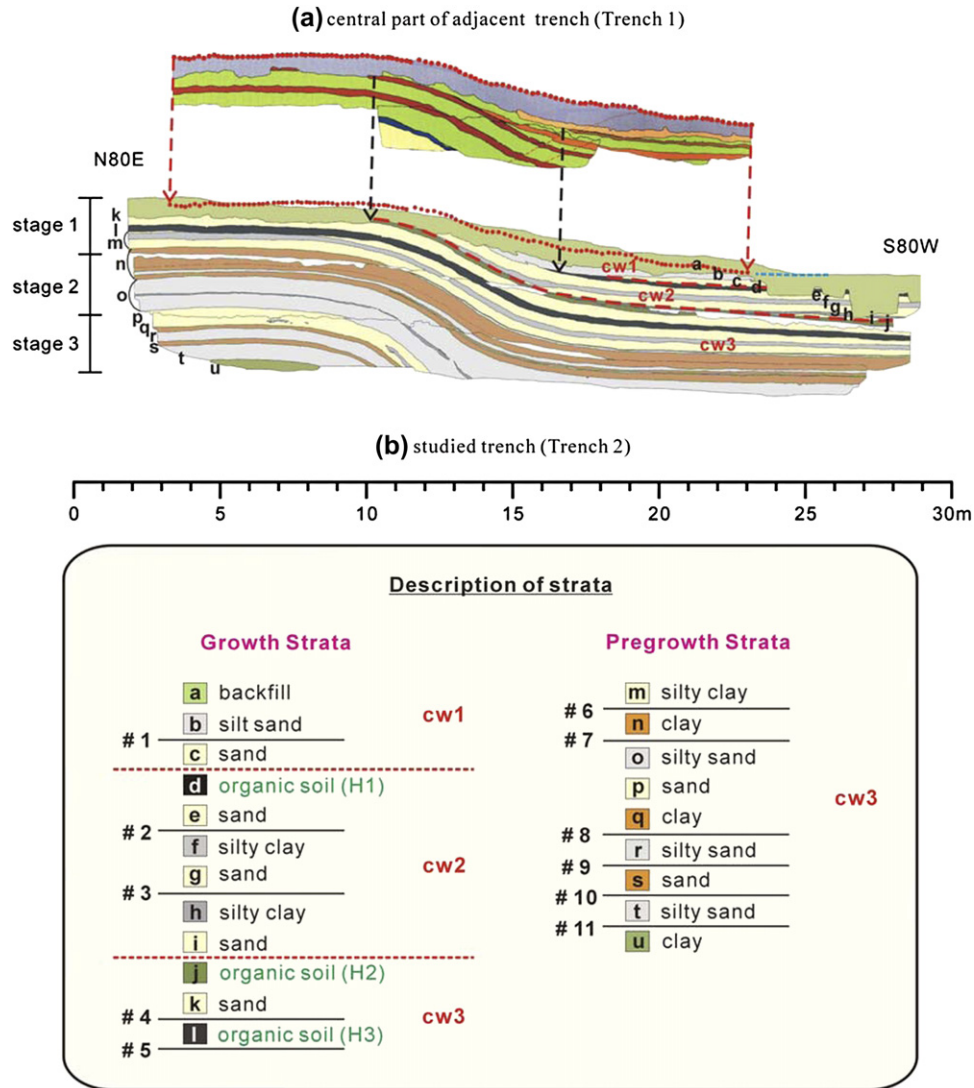 (a) central part of adjacent trench (Trench 1)
N80E
S80W
stage 1
stage 2
stage 3
k
l
m
n
o
p
q
r
s
t
u
cw1
a
b
c
d
cw2
e
f
g
h
i
j
cw3
(b) studied trench (Trench 2)
0 5 10 15 20 25 30m
Description of strata
Growth Strata
a backfill
b silt sand
# 1
c sand
cw1
d organic soil (H1)
e sand
# 2
f silty clay
g sand
cw2
# 3
h silty clay
i sand
j organic soil (H2)
k sand
# 4
cw3
l organic soil (H3)
# 5
Pregrowth Strata
m silty clay
# 6
n clay
# 7
o silty sand
p sand
cw3
q clay
# 8
r silty sand
# 9
s sand
# 10
t silty sand
# 11
u clay